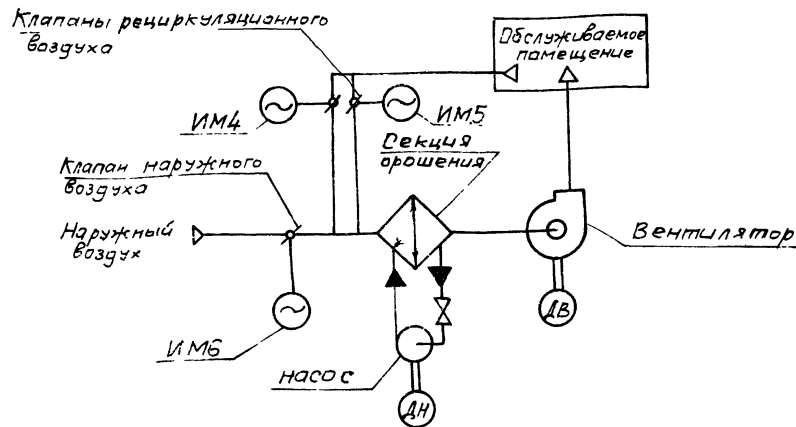 Клапаны рециркуляционного
воздуха
Обслуживаемое
помещение
ИМ4
ИМ5
Секция
орошения
Клапан наружного
воздуха
Наружный
воздух
Вентилятор
ИМ6
ДВ
насос
ДН